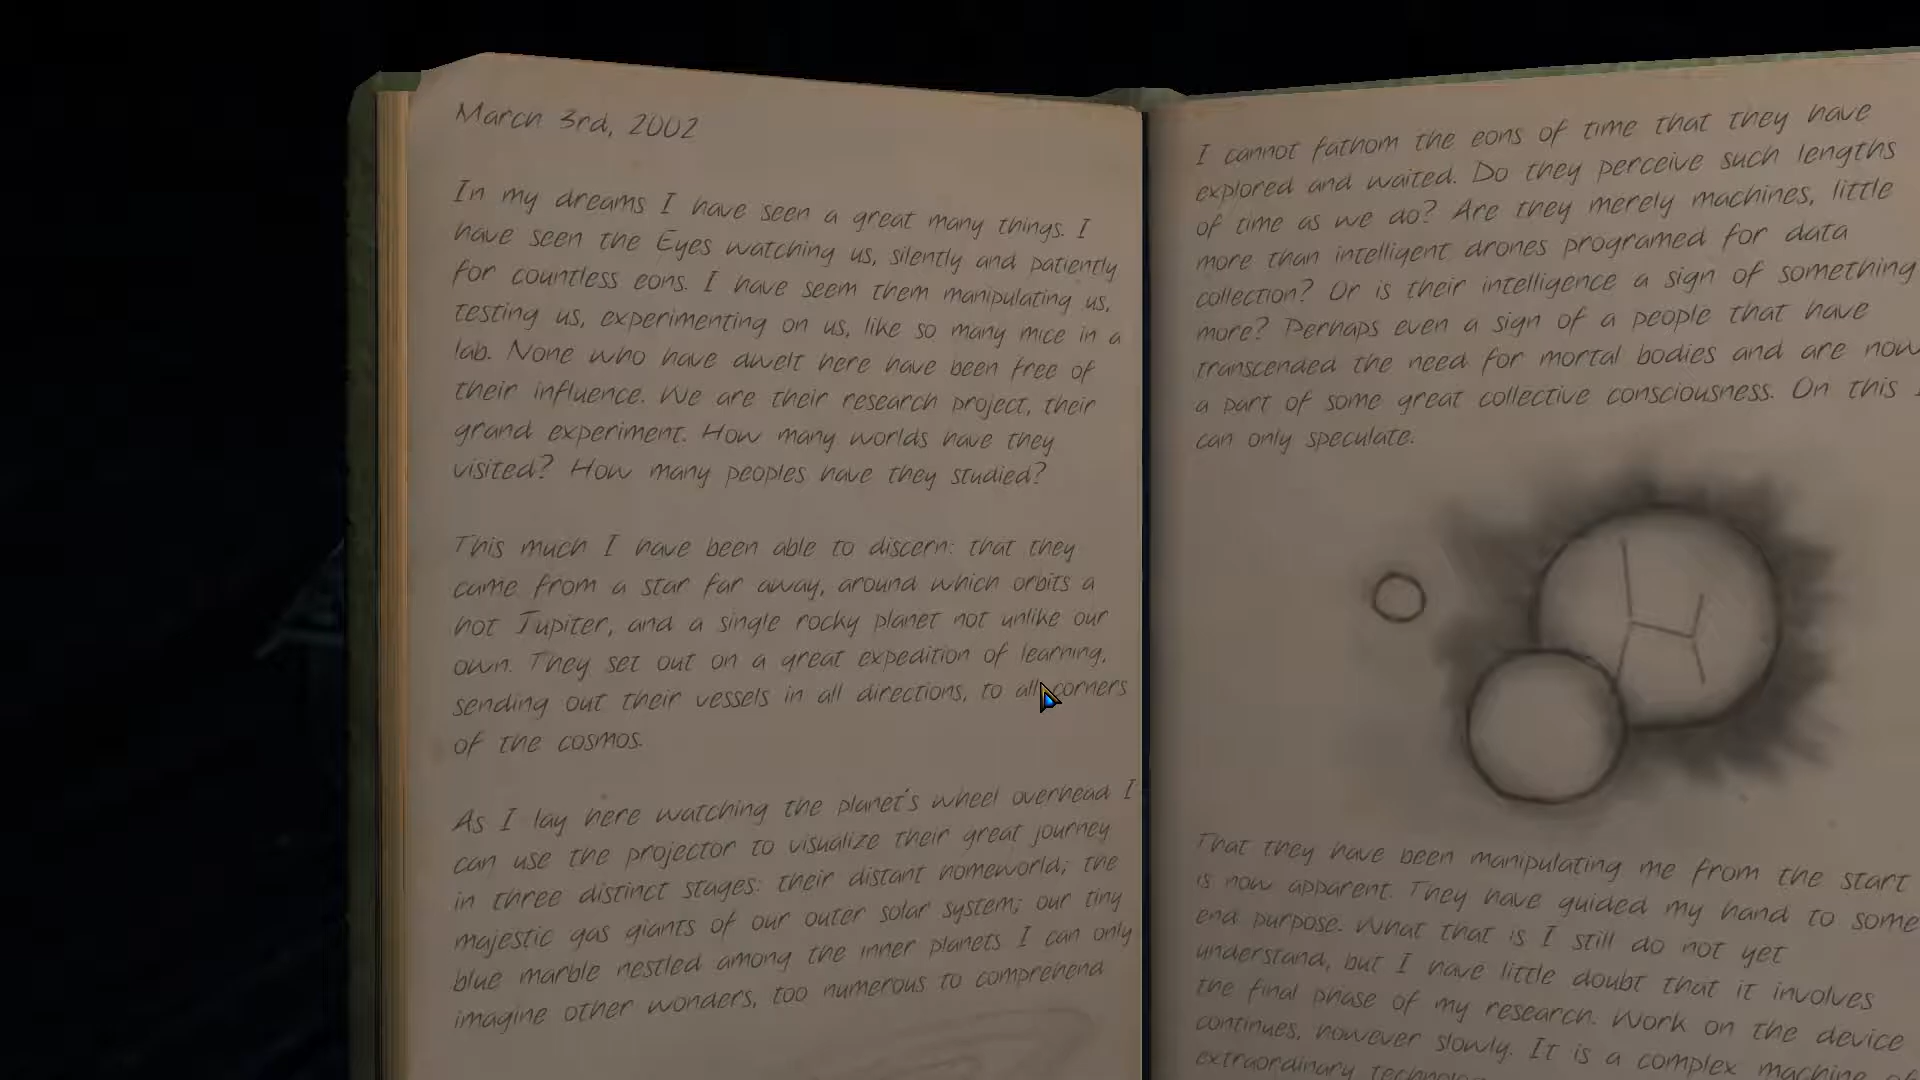 March 3rd, 2002
In my dreams I have seen a great many things. I
have seen the Eyes watching us, silently and patiently
for countless eons. I have seem them manipulating us,
testing us, experimenting on us, like so many mice in a
lab. None who have dwelt here have been free of
their influence. We are their research project, their
grand experiment. How many worlds have they
visited? How many peoples have they studied?
This much I have been able to discern: that they
came from a star far away, around which orbits a
hot Jupiter, and a single rocky planet not unlike our
own. They set out on a great expedition of learning,
sending out their vessels in all directions, to all corners
of the cosmos.
As I lay here watching the planet's wheel overhead I
can use the projector to visualize their great journey
in three distinct stages: their distant homeworld; the
majestic gas giants of our outer solar system; our tiny
blue marble nestled among the inner planets I can only
imagine other wonders, too numerous to comprehend
I cannot fathom the eons of time that they have
explored and waited. Do they perceive such lengths
of time as we do? Are they merely machines, little
more than intelligent drones programed for data
collection? Or is their intelligence a sign of something
more? Perhaps even a sign of a people that have
transcended the need for mortal bodies and are now
a part of some great collective consciousness. On this I
can only speculate.
That they have been manipulating me from the start
is now apparent. They have guided my hand to some
end purpose. What that is I still do not yet
understand, but I have little doubt that it involves
the final phase of my research. Work on the device
continues, however slowly. It is a complex machine of
extraordinary